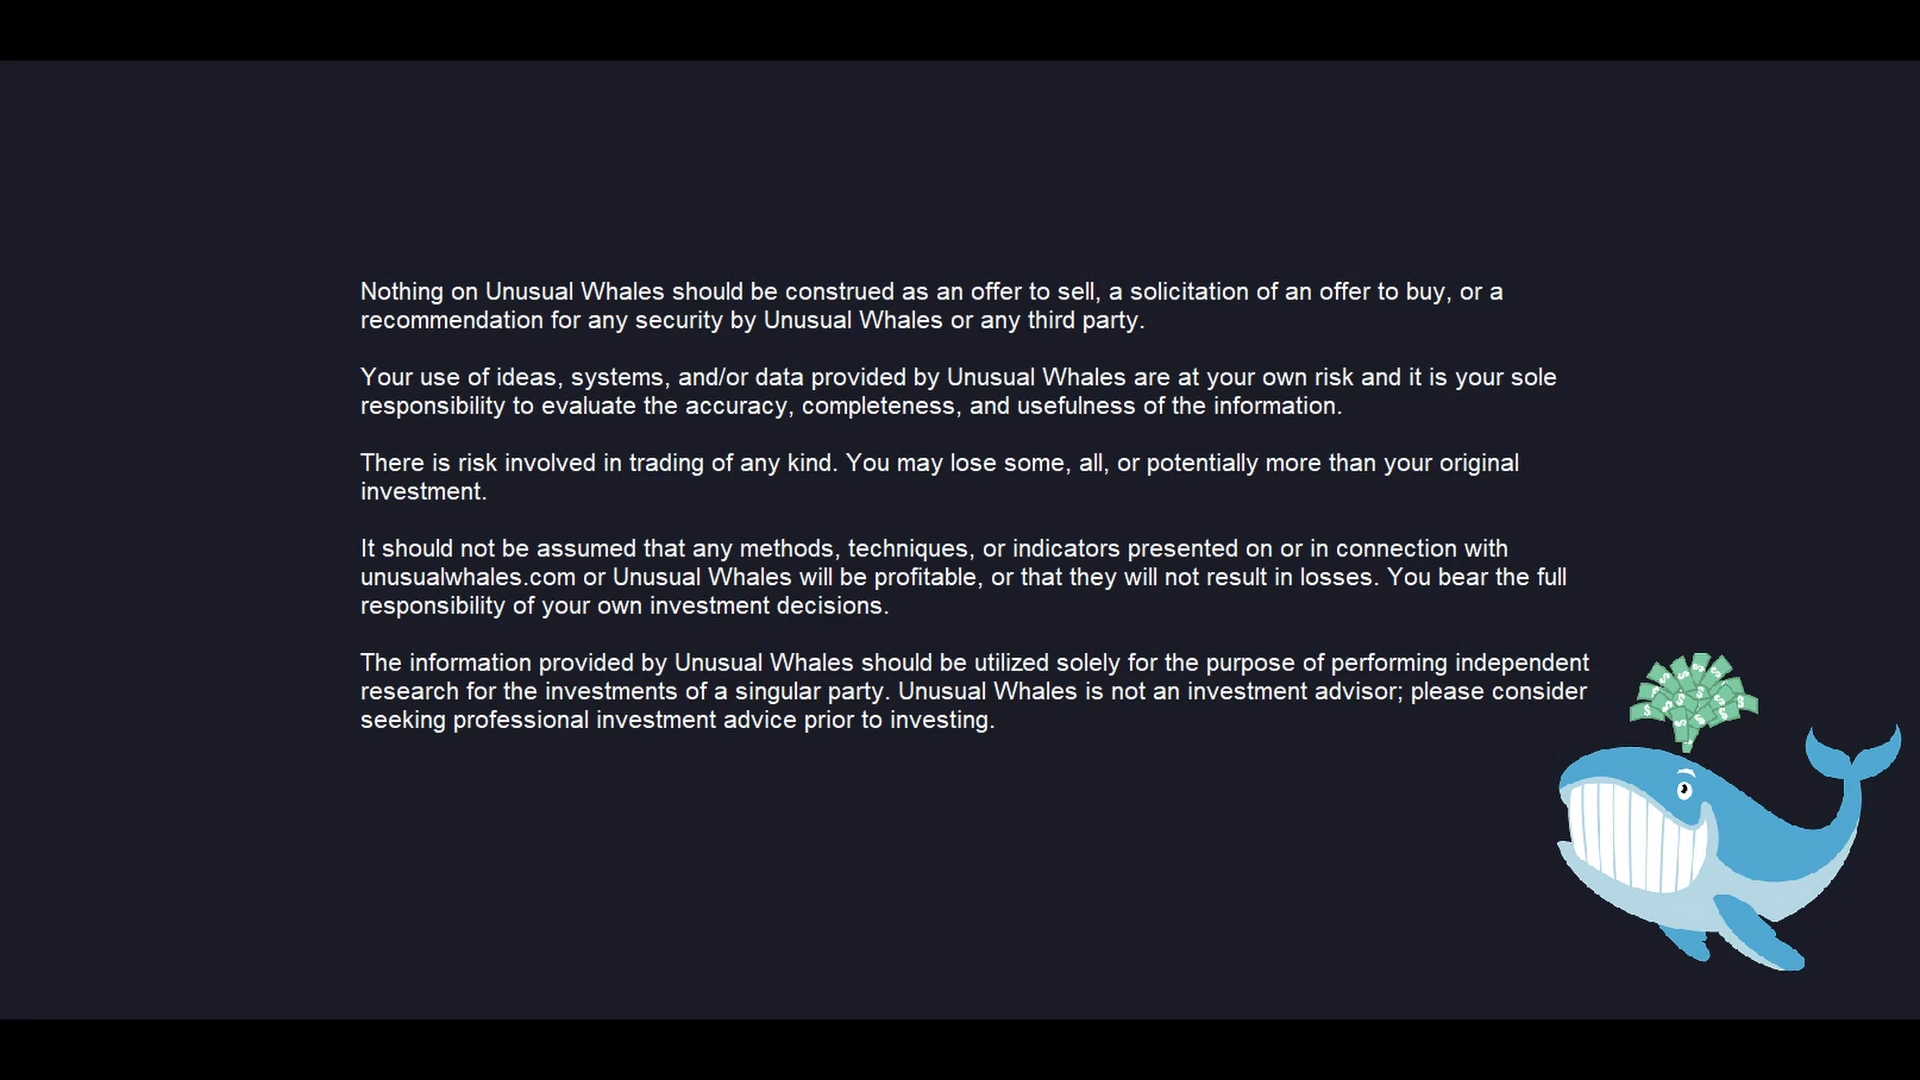 Nothing on Unusual Whales should be construed as an offer to sell, a solicitation of an offer to buy, or a
recommendation for any security by Unusual Whales or any third party.
Your use of ideas, systems, and/or data provided by Unusual Whales are at your own risk and it is your sole
responsibility to evaluate the accuracy, completeness, and usefulness of the information.
There is risk involved in trading of any kind. You may lose some, all, or potentially more than your original
investment.
It should not be assumed that any methods, techniques, or indicators presented on or in connection with
unusualwhales.com or Unusual Whales will be profitable, or that they will not result in losses. You bear the full
responsibility of your own investment decisions.
The information provided by Unusual Whales should be utilized solely for the purpose of performing independent
research for the investments of a singular party. Unusual Whales is not an investment advisor; please consider
seeking professional investment advice prior to investing.